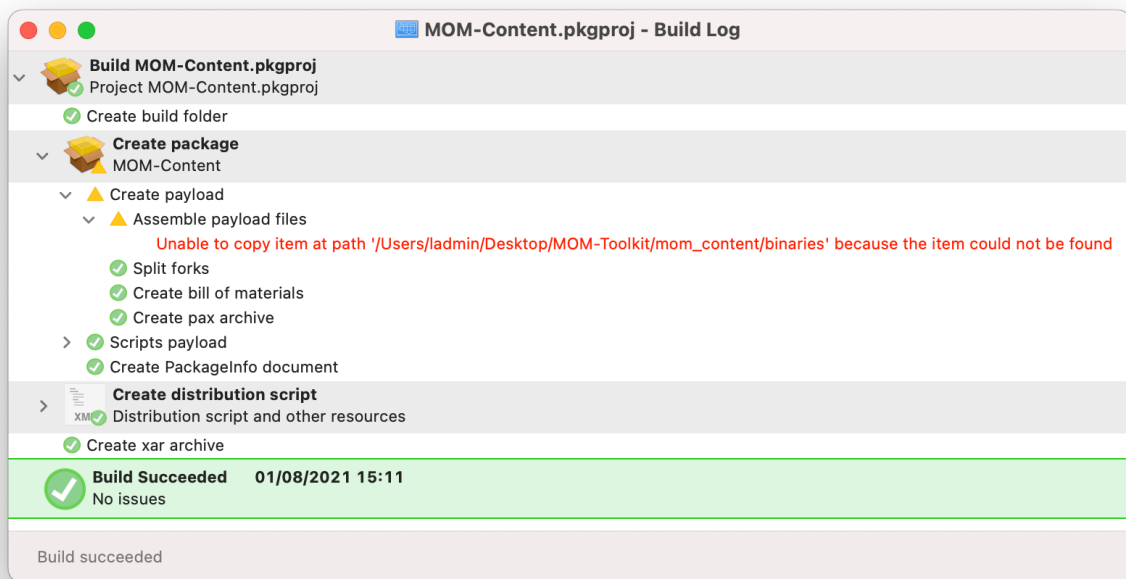 MOM-Content.pkgproj - Build Log
Build MOM-Content.pkgproj
Project MOM-Content.pkgproj
Create build folder
Create package
MOM-Content
Create payload
Assemble payload files
Unable to copy item at path '/Users/ladmin/Desktop/MOM-Toolkit/mom_content/binaries' because the item could not be found
Split forks
Create bill of materials
Create pax archive
Scripts payload
Create PackageInfo document
Create distribution script
XM
Distribution script and other resources
Create xar archive
Build Succeeded 01/08/2021 15:11
No issues
Build succeeded